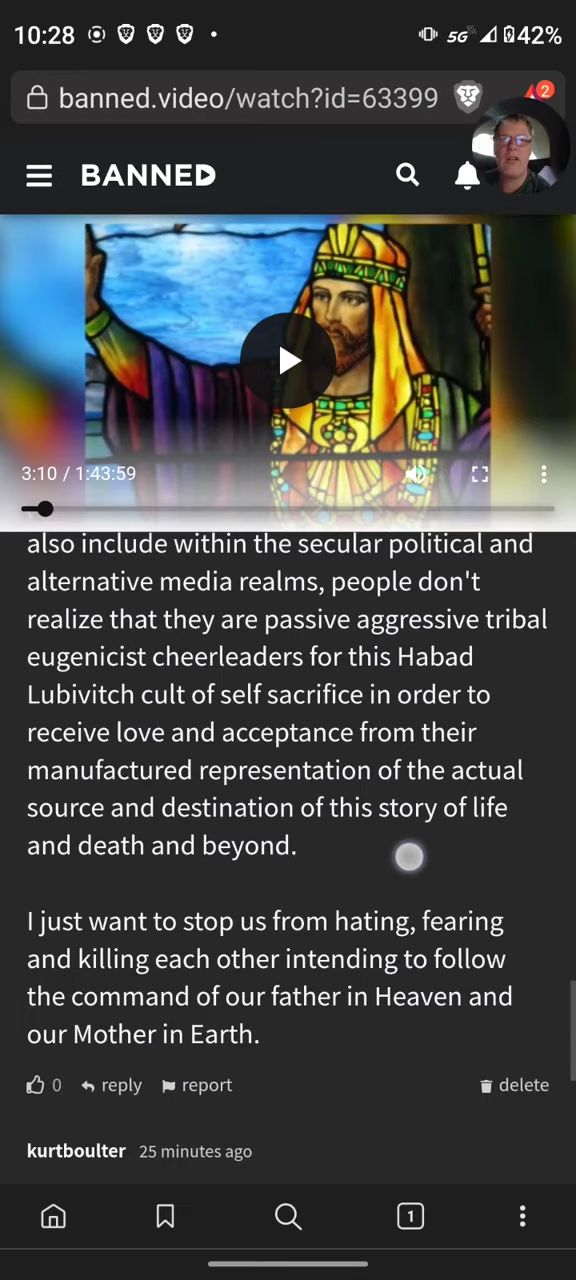 10:28
5G
42%
banned.video/watch?id=63399
2
BANNED
3:10 / 1:43:59
also include within the secular political and
alternative media realms, people don't
realize that they are passive aggressive tribal
eugenicist cheerleaders for this Habad
Lubivitch cult of self sacrifice in order to
receive love and acceptance from their
manufactured representation of the actual
source and destination of this story of life
and death and beyond.
I just want to stop us from hating, fearing
and killing each other intending to follow
the command of our father in Heaven and
our Mother in Earth.
0 reply report delete
kurtboulter 25 minutes ago
1